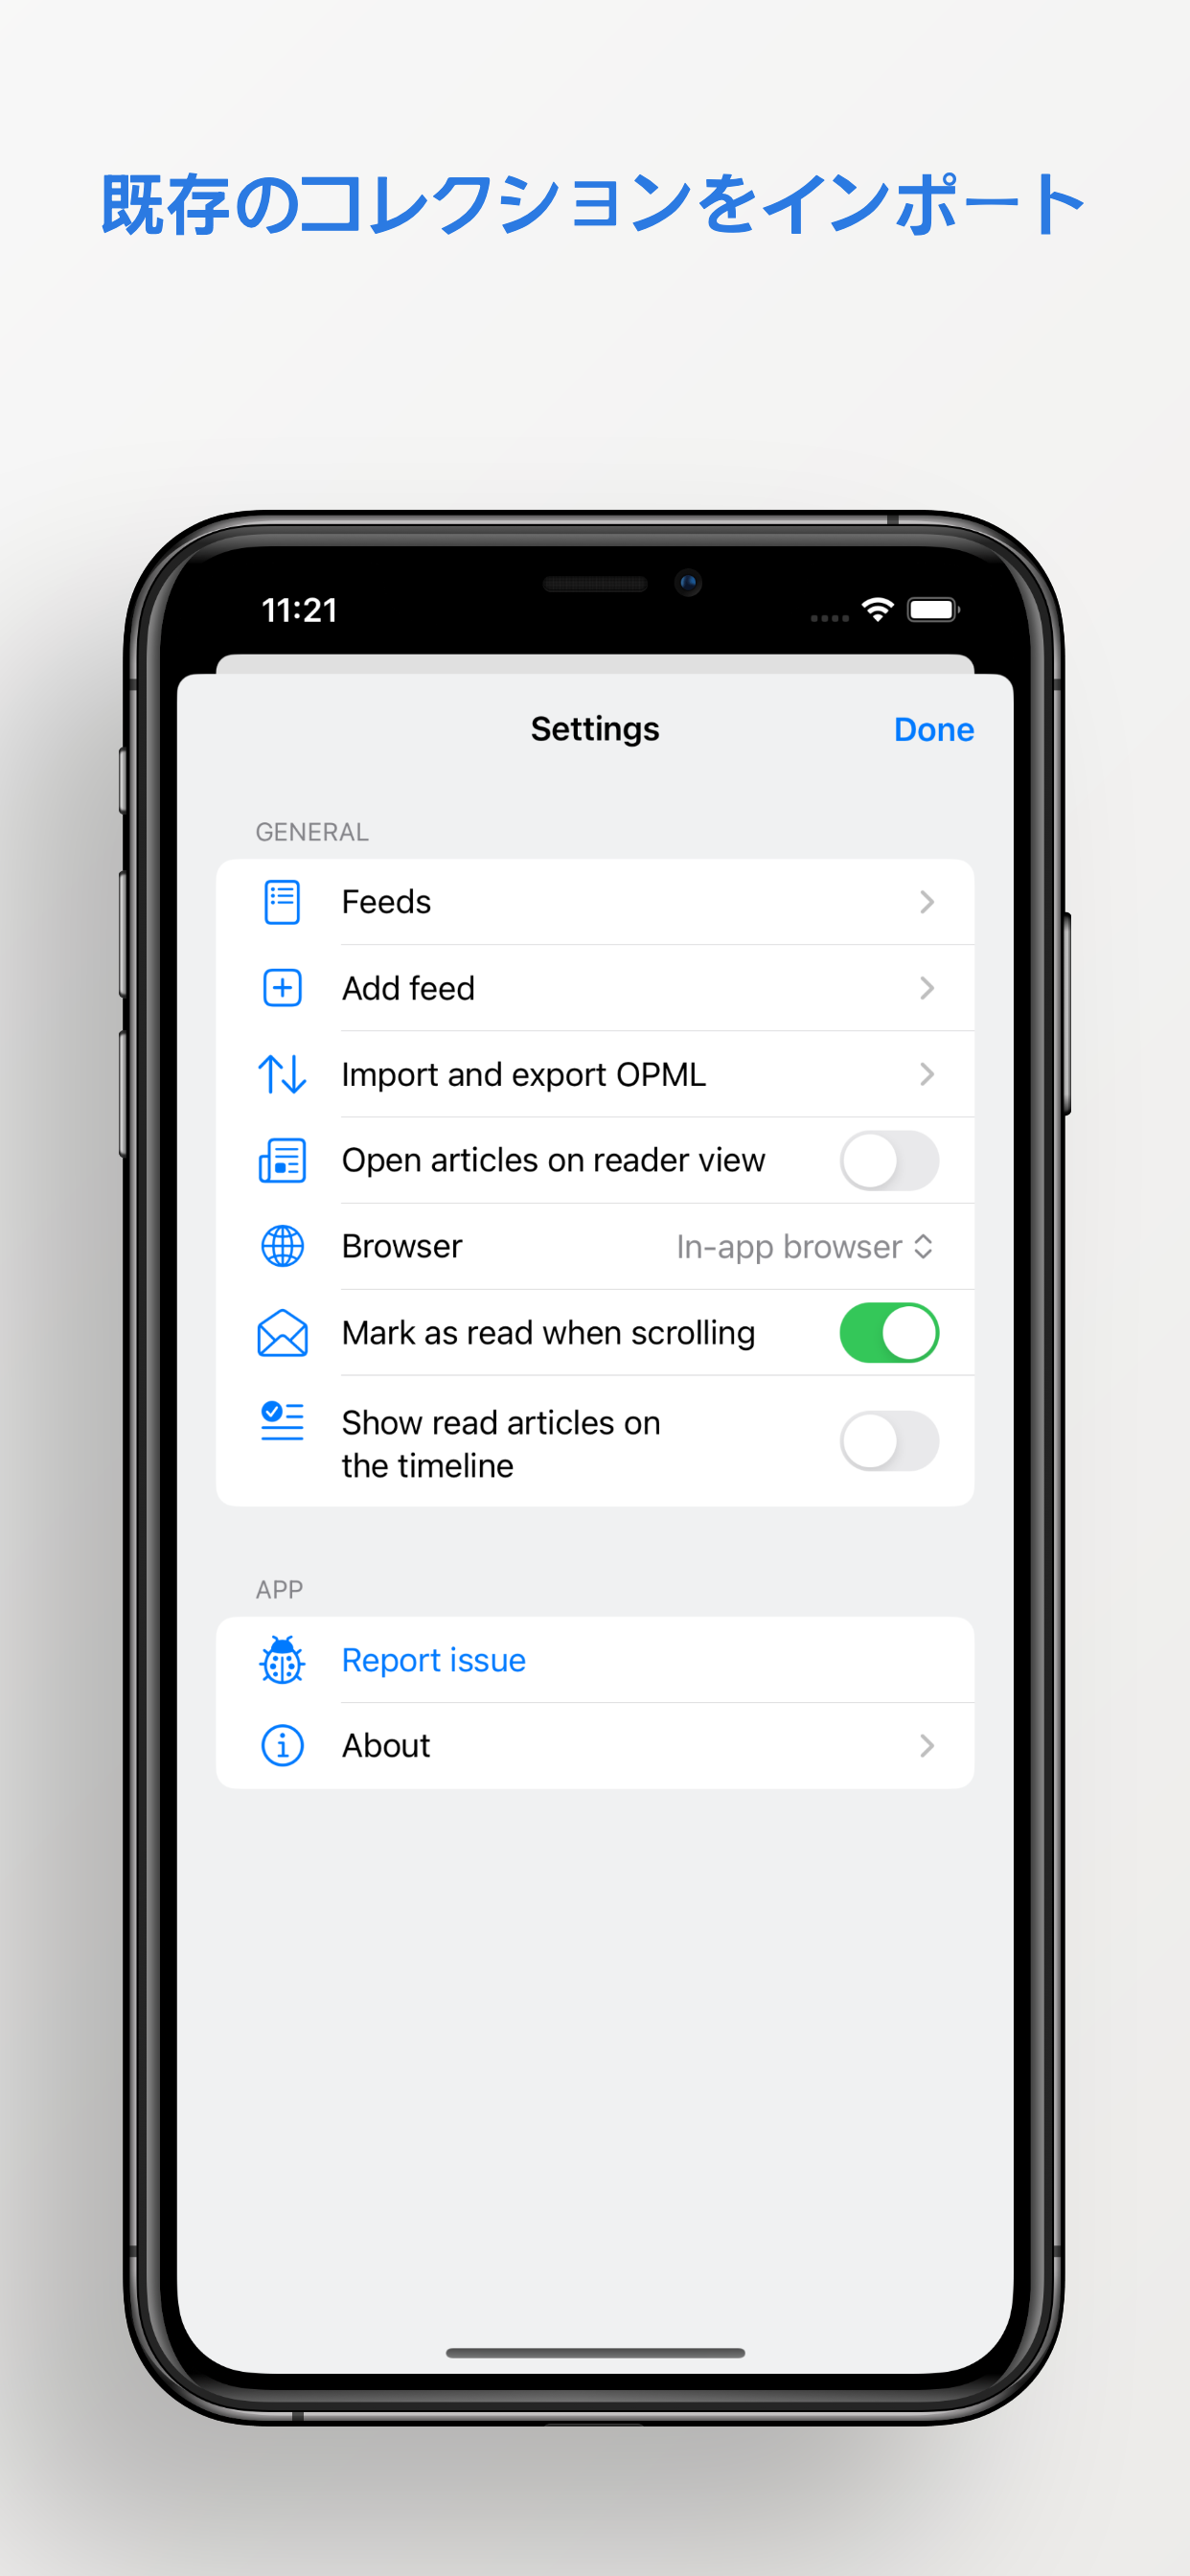 既存のコレクションをインポート
11:21
Settings
Done
GENERAL
Feeds
Add feed
Import and export OPML
Open articles on reader view
Browser
In-app browser
Mark as read when scrolling
Show read articles on
the timeline
APP
Report issue
About